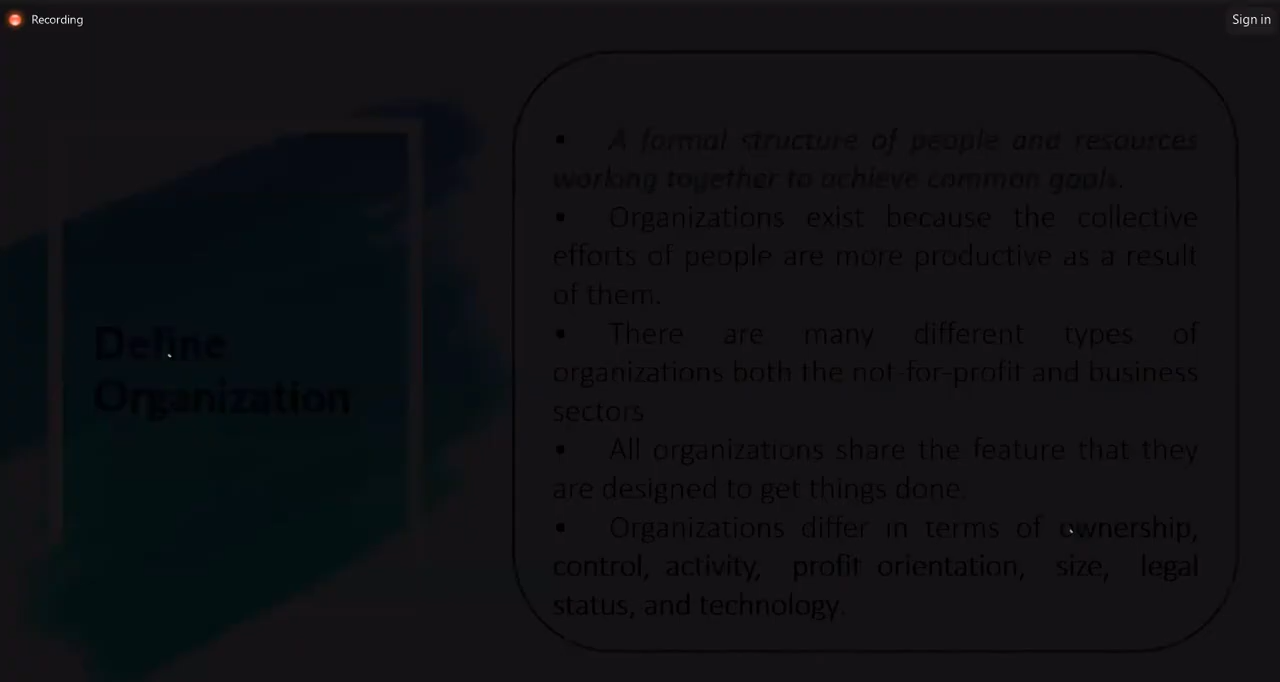 Recording
Sign in
Define
Organization
• A formal structure of people and resources
working together to achieve common goals.
• Organizations exist because the collective
efforts of people are more productive as a result
of them.
• There are many different types of
organizations both the not-for-profit and business
sectors
• All organizations share the feature that they
are designed to get things done.
• Organizations differ in terms of ownership,
control, activity, profit orientation, size, legal
status, and technology.